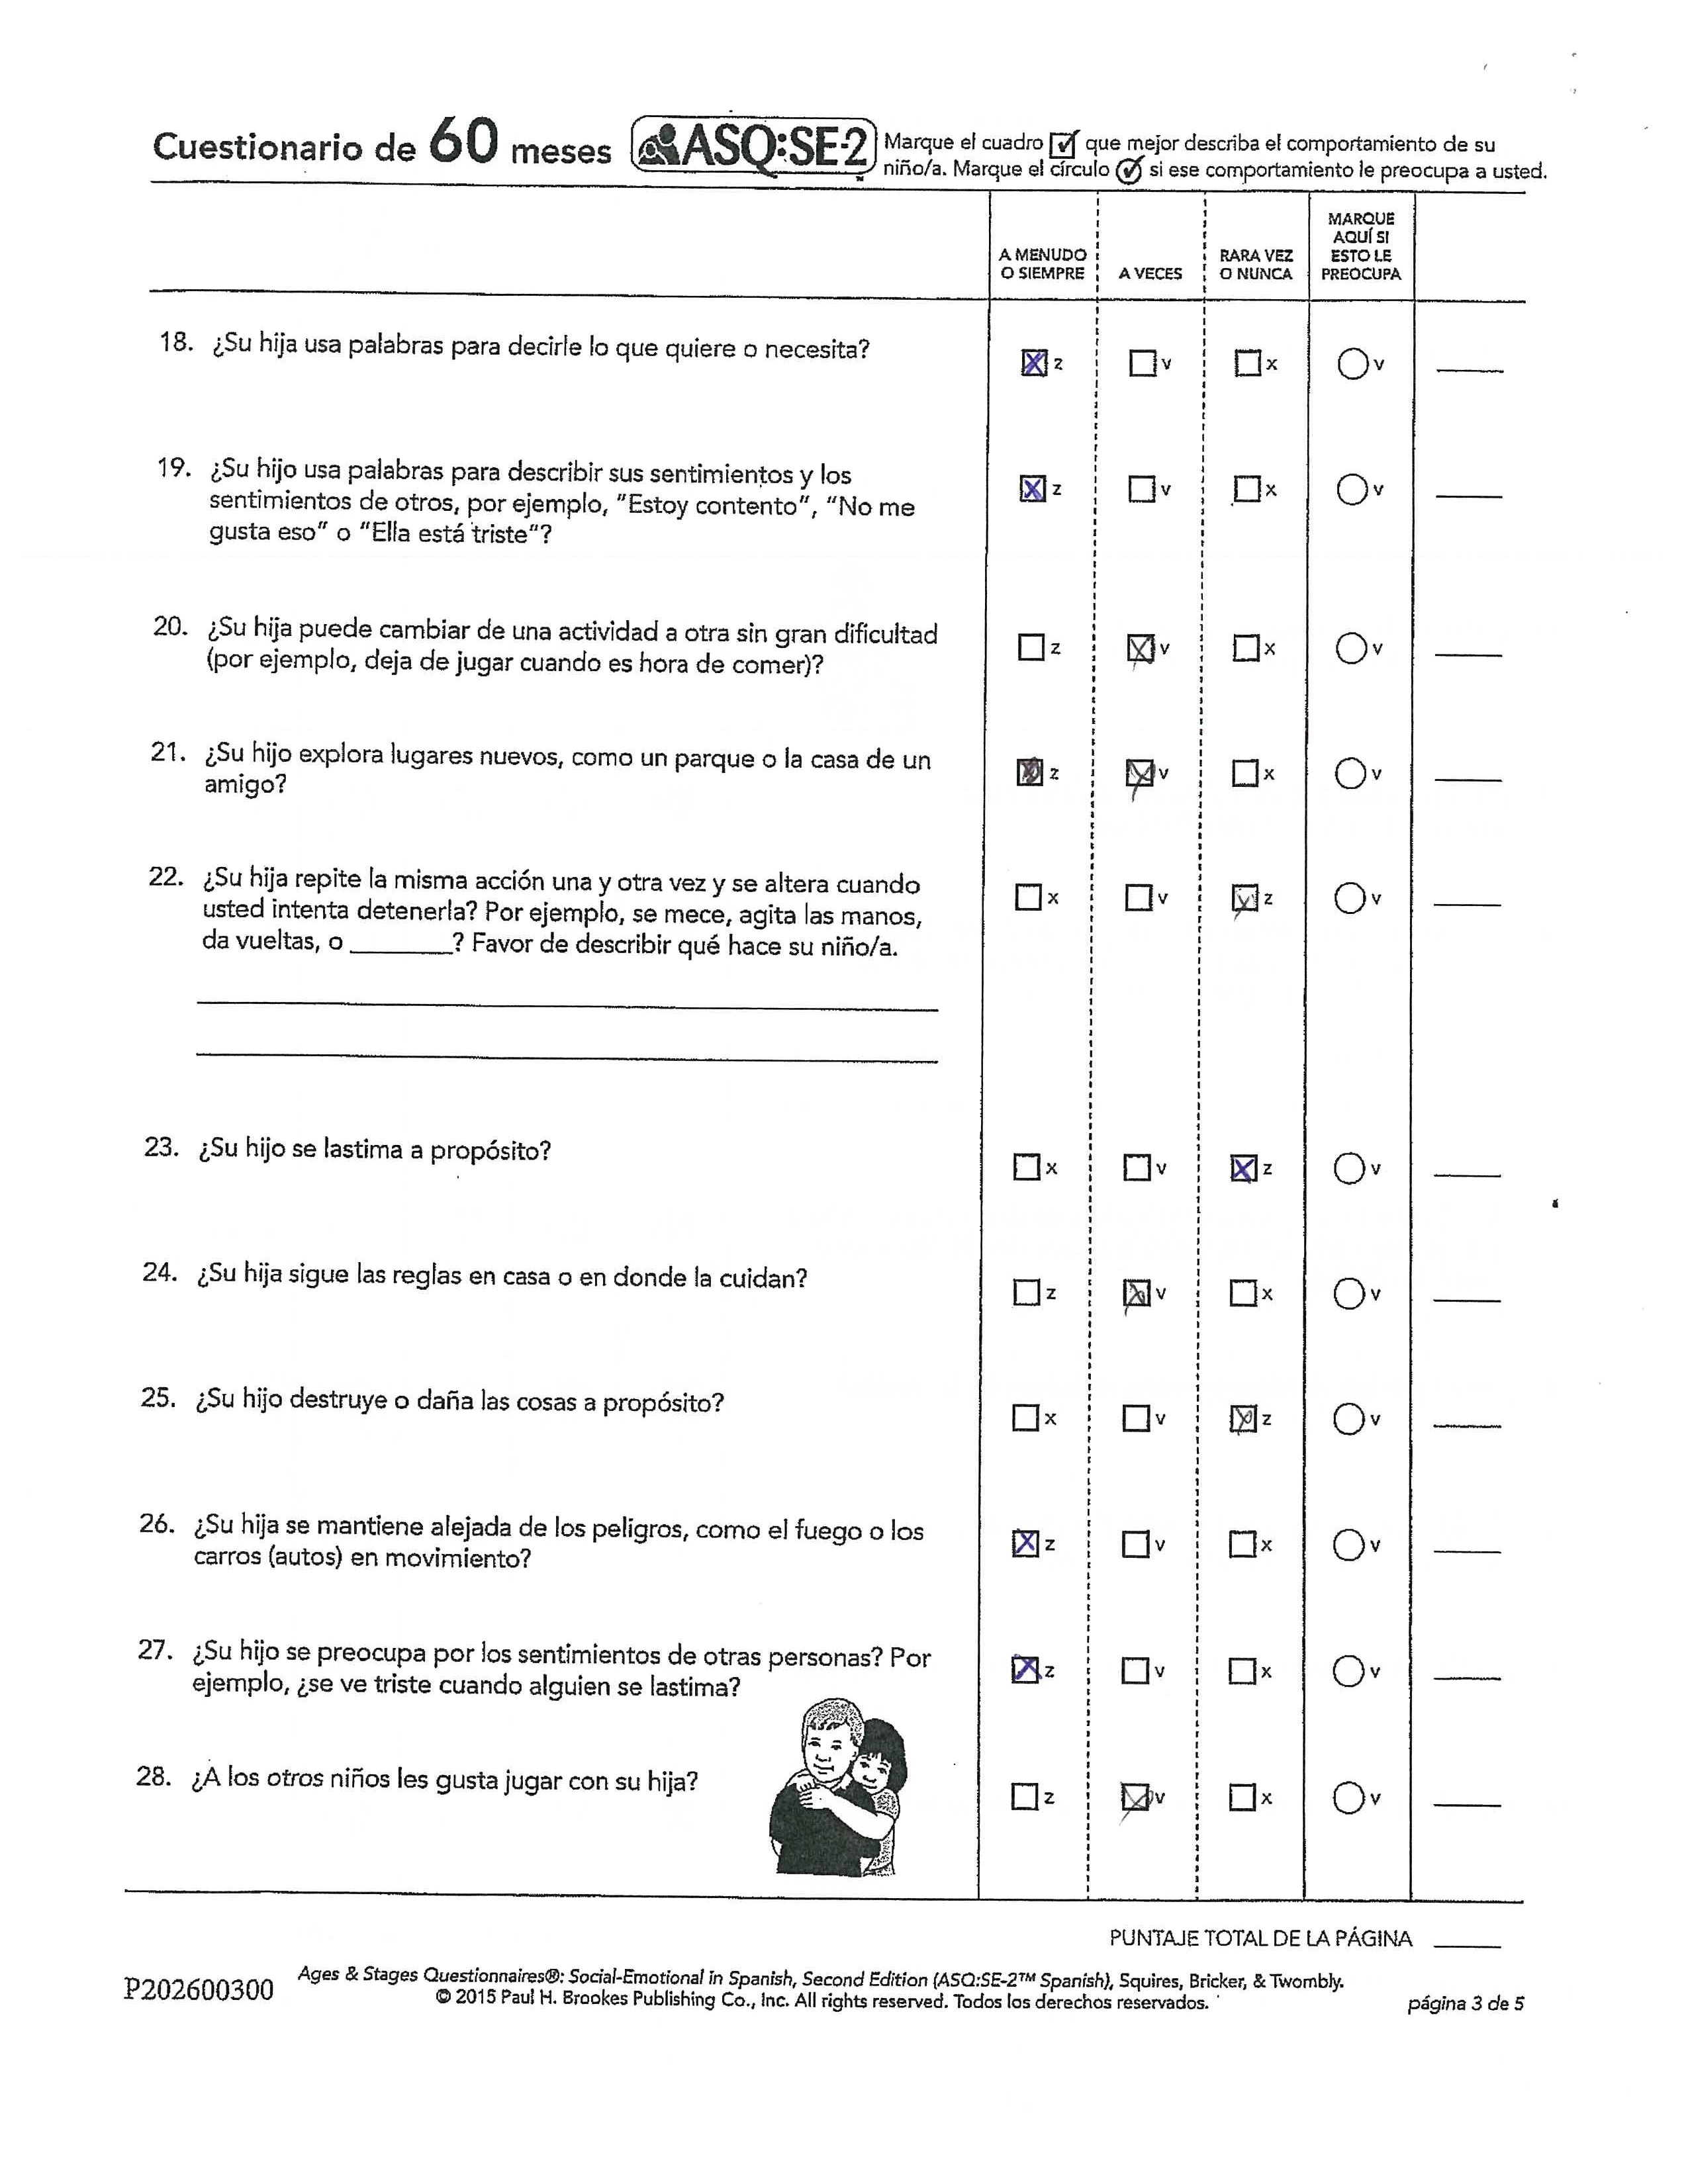 Cuestionario de 60 meses ASQ:SE-2 Marque el cuadro ☑ que mejor describa el comportamiento de su
niño/a. Marque el círculo ✓ si ese comportamiento le preocupa a usted.
A MENUDO O SIEMPRE
A VECES
RARA VEZ O NUNCA
MARQUE AQUÍ SI ESTO LE PREOCUPA
18. ¿Su hija usa palabras para decirle lo que quiere o necesita?
☒ z ☐ v ☐ x ○ v ____
19. ¿Su hijo usa palabras para describir sus sentimientos y los
sentimientos de otros, por ejemplo, "Estoy contento", "No me
gusta eso" o "Ella está triste"?
☒ z ☐ v ☐ x ○ v ____
20. ¿Su hija puede cambiar de una actividad a otra sin gran dificultad
(por ejemplo, deja de jugar cuando es hora de comer)?
☐ z ☒ v ☐ x ○ v ____
21. ¿Su hijo explora lugares nuevos, como un parque o la casa de un
amigo?
☒ z ☒ v ☐ x ○ v ____
22. ¿Su hija repite la misma acción una y otra vez y se altera cuando
usted intenta detenerla? Por ejemplo, se mece, agita las manos,
da vueltas, o ________? Favor de describir qué hace su niño/a.
☐ x ☐ v ☒ z ○ v ____
23. ¿Su hijo se lastima a propósito?
☐ x ☐ v ☒ z ○ v ____
24. ¿Su hija sigue las reglas en casa o en donde la cuidan?
☐ z ☒ v ☐ x ○ v ____
25. ¿Su hijo destruye o daña las cosas a propósito?
☐ x ☐ v ☒ z ○ v ____
26. ¿Su hija se mantiene alejada de los peligros, como el fuego o los
carros (autos) en movimiento?
☒ z ☐ v ☐ x ○ v ____
27. ¿Su hijo se preocupa por los sentimientos de otras personas? Por
ejemplo, ¿se ve triste cuando alguien se lastima?
☒ z ☐ v ☐ x ○ v ____
28. ¿A los otros niños les gusta jugar con su hija?
☐ z ☒ v ☐ x ○ v ____
PUNTAJE TOTAL DE LA PÁGINA ____
P202600300
Ages & Stages Questionnaires®: Social-Emotional in Spanish, Second Edition (ASQ:SE-2™ Spanish), Squires, Bricker, & Twombly.
© 2015 Paul H. Brookes Publishing Co., Inc. All rights reserved. Todos los derechos reservados.
página 3 de 5